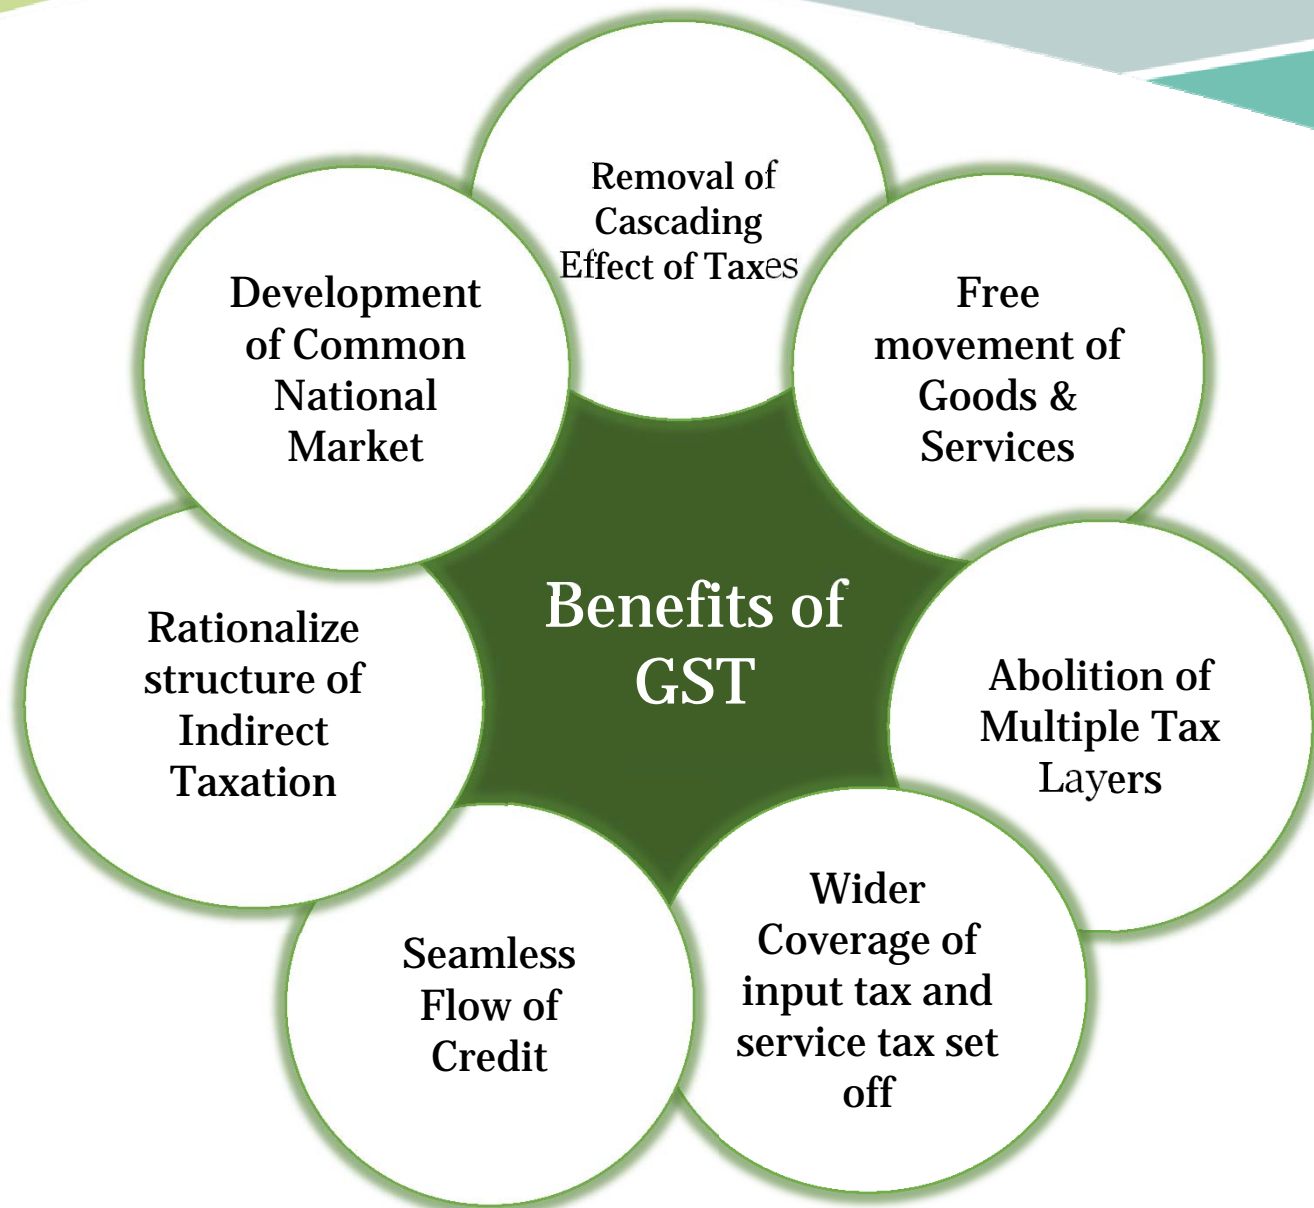 Removal of
Cascading
Effect of Taxes
Free
movement of
Goods &
Services
Abolition of
Multiple Tax
Layers
Wider
Coverage of
input tax and
service tax set
off
Seamless
Flow of
Credit
Rationalize
structure of
Indirect
Taxation
Development
of Common
National
Market
Benefits of
GST